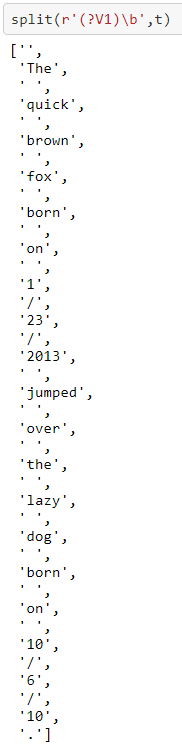 split(r'(?V1)\b',t)
['',
'The',
' ',
'quick',
' ',
'brown',
' ',
'fox',
' ',
'born',
' ',
'on',
' ',
'1',
'/',
'23',
'/',
'2013',
' ',
'jumped',
' ',
'over',
' ',
'the',
' ',
'lazy',
' ',
'dog',
' ',
'born',
' ',
'on',
' ',
'10',
'/',
'6',
'/',
'10',
'.']